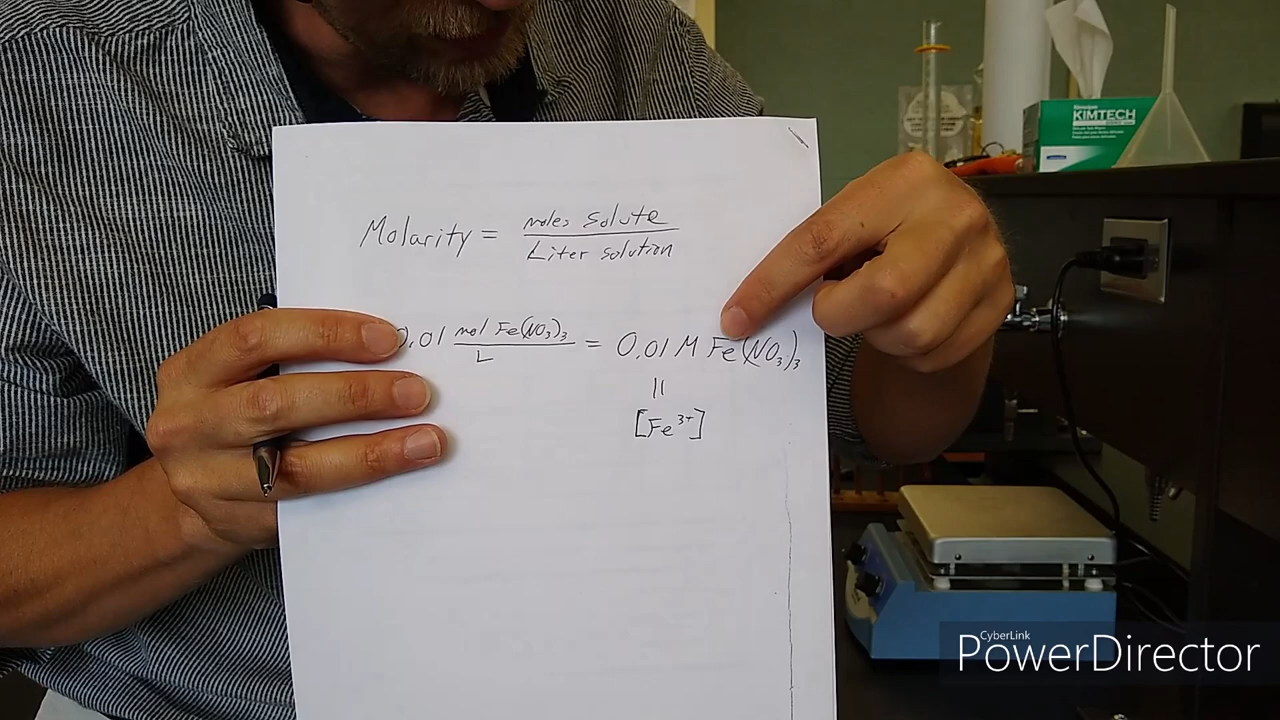 KIMTECH
Molarity = moles solute
Liter solution
0.01 mol Fe(NO3)3 = 0.01 M Fe(NO3)3
L
=
[Fe3+]
CyberLink
PowerDirector